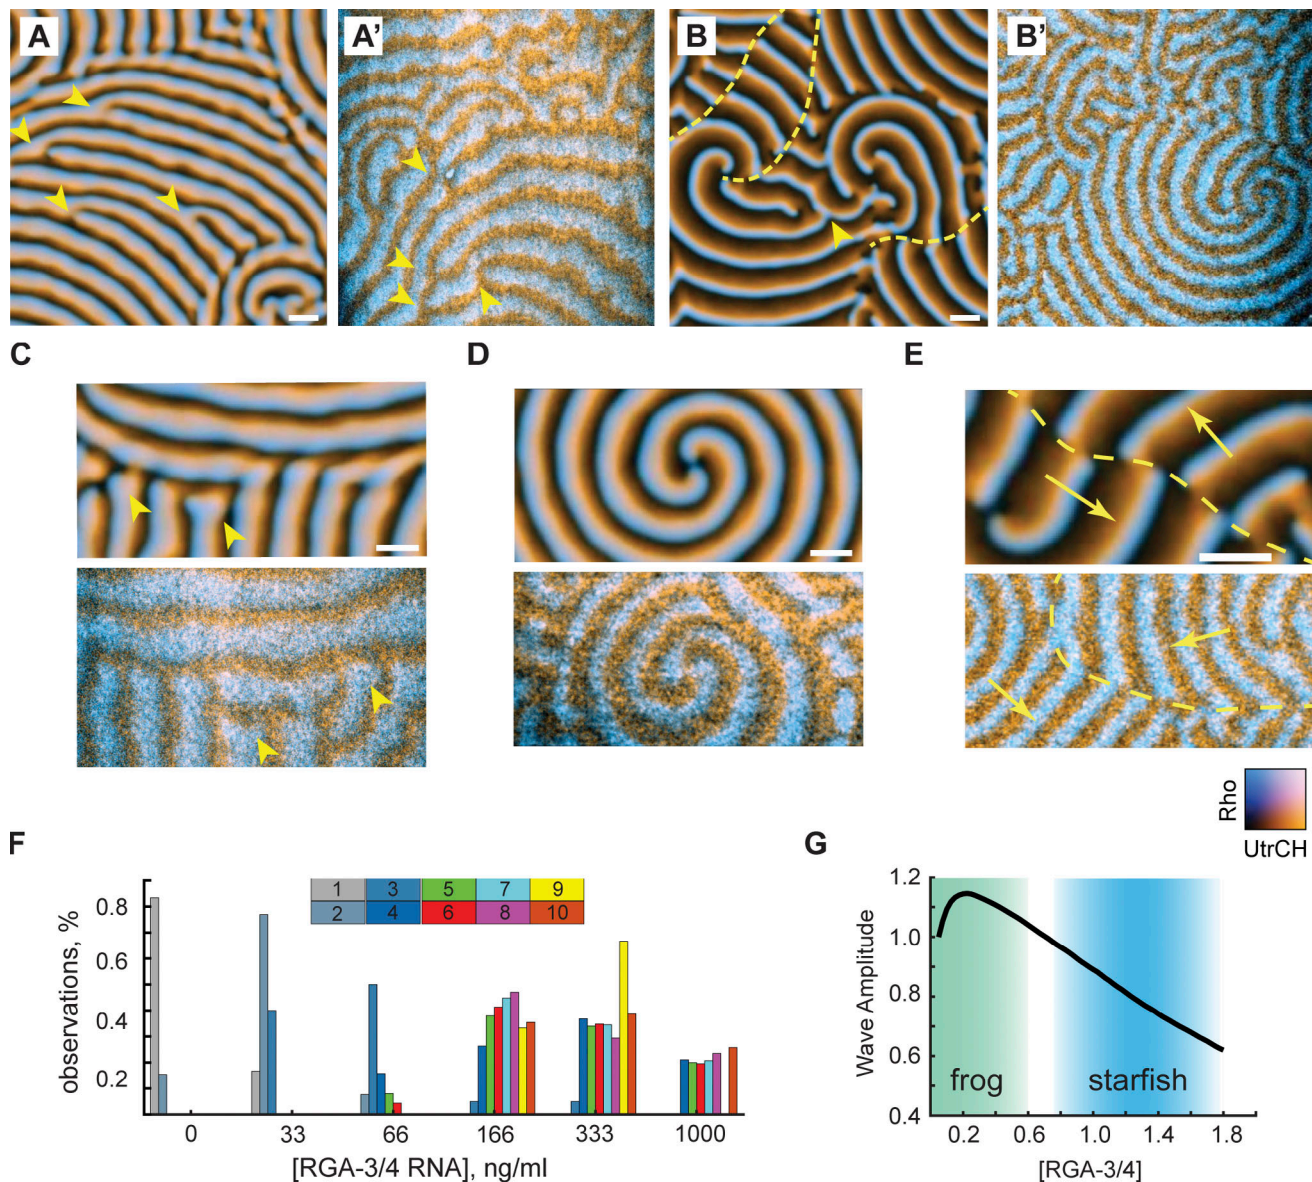 A A' B B'
C D E
Rho
UtrCH
F G
1 3 5 7 9
2 4 6 8 10
observations, %
0.8
0.4
0.2
0 33 66 166 333 1000
[RGA-3/4 RNA], ng/ml
Wave Amplitude
1.2
1.0
0.8
0.6
0.4
frog starfish
0.2 0.6 1.0 1.4 1.8
[RGA-3/4]